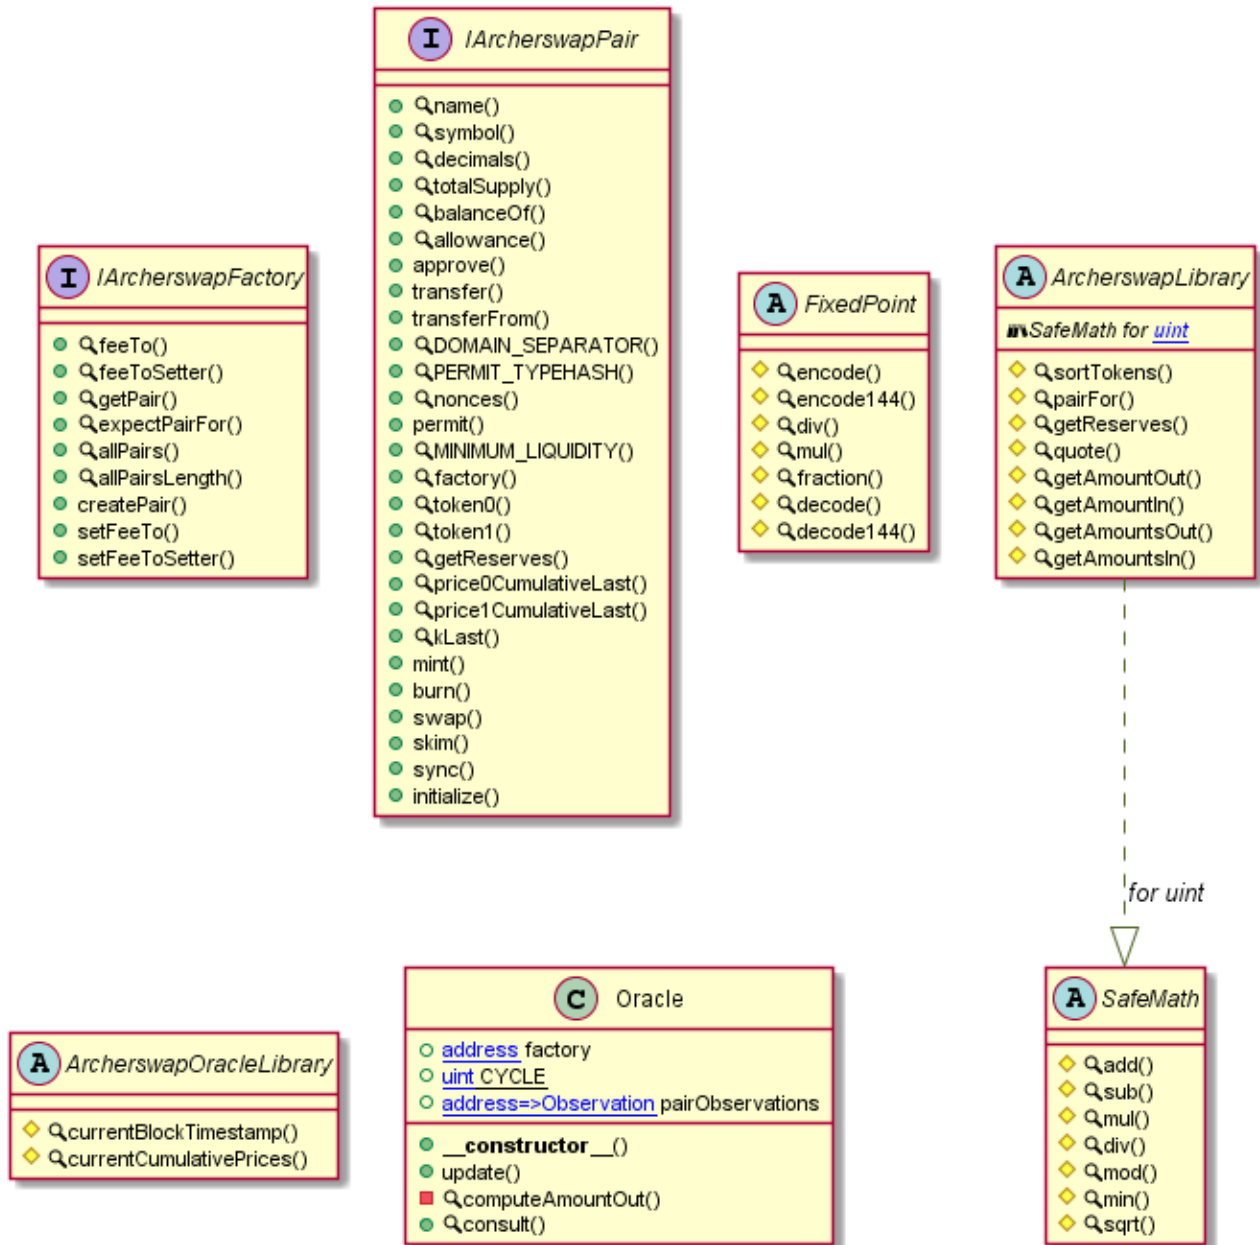 I IArcherswapPair
name()
symbol()
decimals()
totalSupply()
balanceOf()
allowance()
approve()
transfer()
transferFrom()
DOMAIN_SEPARATOR()
PERMIT_TYPEHASH()
nonces()
permit()
MINIMUM_LIQUIDITY()
factory()
token0()
token1()
getReserves()
price0CumulativeLast()
price1CumulativeLast()
kLast()
mint()
burn()
swap()
skim()
sync()
initialize()
I IArcherswapFactory
feeTo()
feeToSetter()
getPair()
expectPairFor()
allPairs()
allPairsLength()
createPair()
setFeeTo()
setFeeToSetter()
A FixedPoint
encode()
encode144()
div()
mul()
fraction()
decode()
decode144()
A ArcherswapLibrary
SafeMath for uint
sortTokens()
pairFor()
getReserves()
quote()
getAmountOut()
getAmountIn()
getAmountsOut()
getAmountsIn()
for uint
A ArcherswapOracleLibrary
currentBlockTimestamp()
currentCumulativePrices()
C Oracle
address factory
uint CYCLE
address=>Observation pairObservations
__constructor__()
update()
computeAmountOut()
consult()
A SafeMath
add()
sub()
mul()
div()
mod()
min()
sqrt()